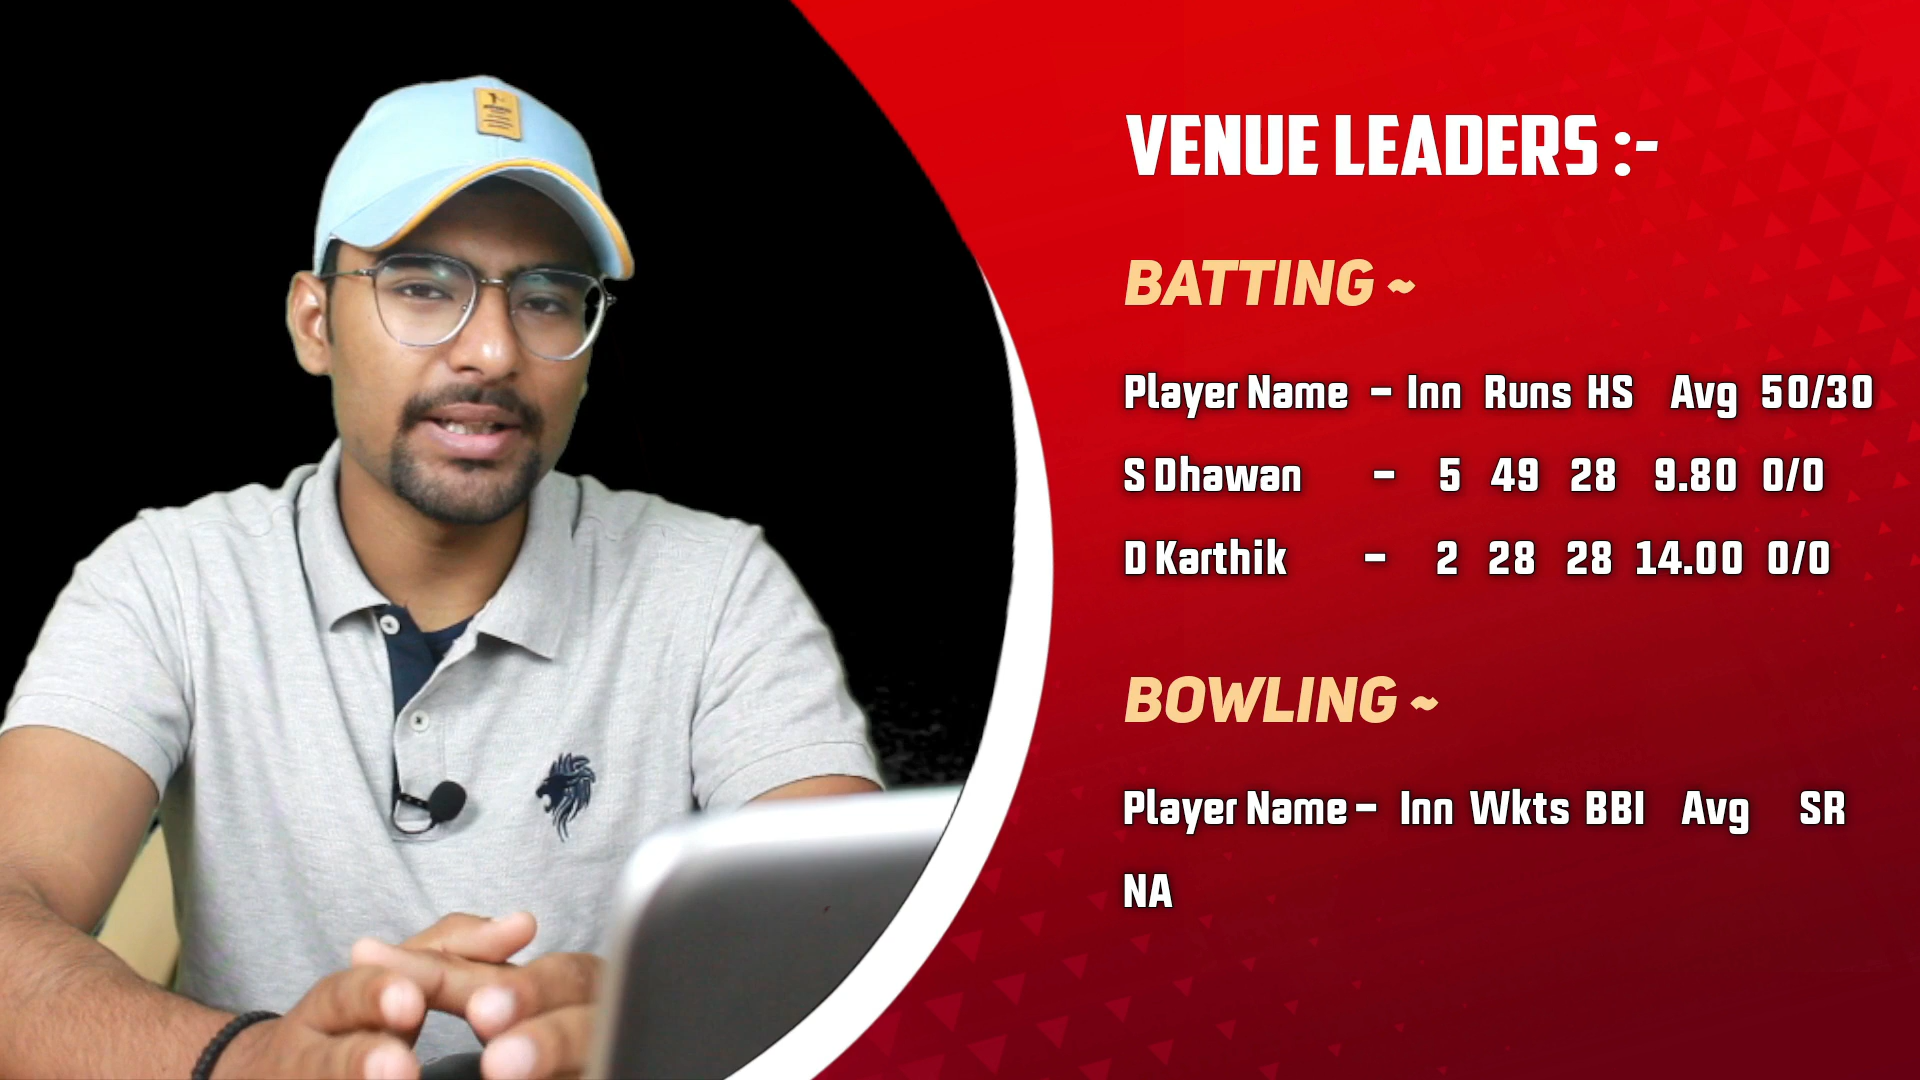 VENUE LEADERS :-
BATTING ~
Player Name - Inn Runs HS Avg 50/30
S Dhawan - 5 49 28 9.80 0/0
D Karthik - 2 28 28 14.00 0/0
BOWLING ~
Player Name - Inn Wkts BBI Avg SR
NA